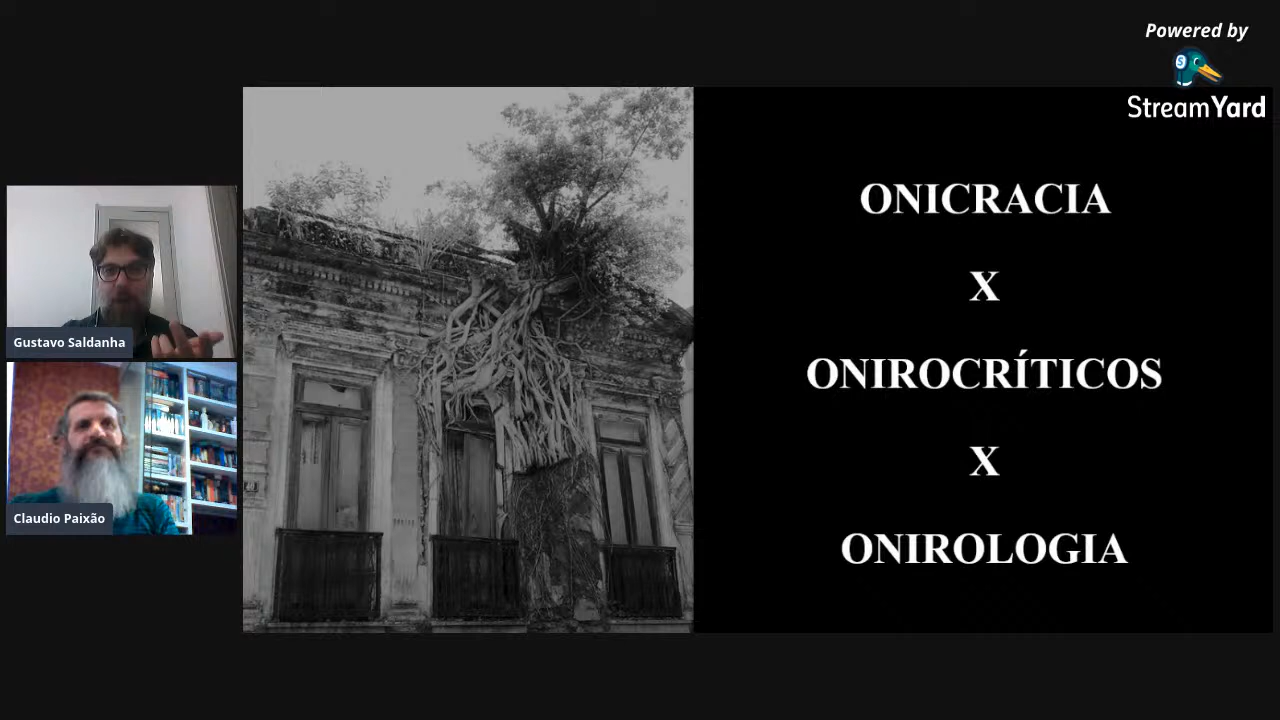 Powered by
StreamYard
Gustavo Saldanha
Claudio Paixão
ONICRACIA
X
ONIROCRÍTICOS
X
ONIROLOGIA